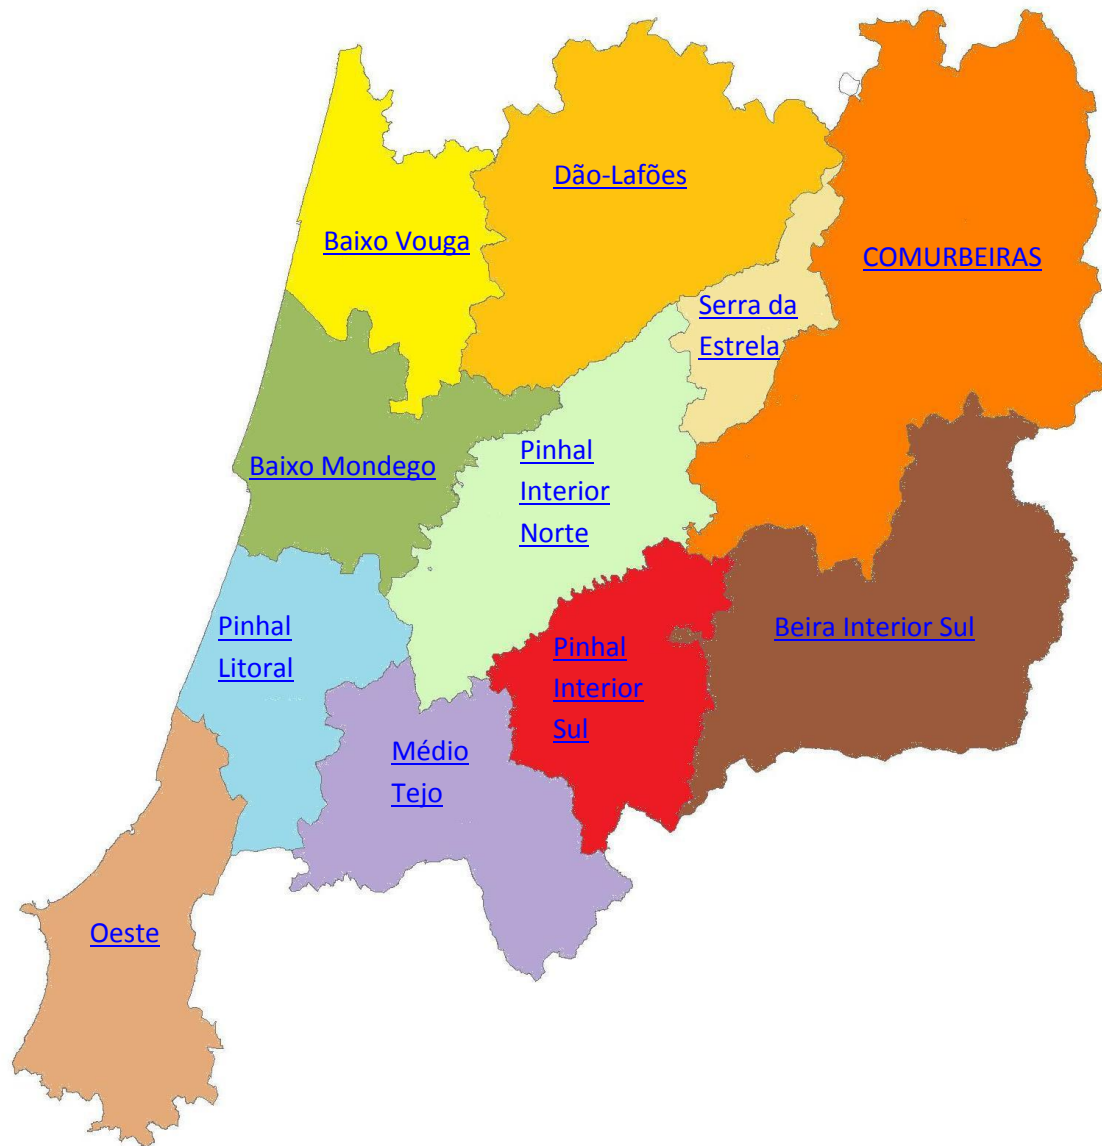 Dão-Lafões
Baixo Vouga
COMURBEIRAS
Serra da
Estrela
Pinhal
Interior
Norte
Baixo Mondego
Pinhal
Litoral
Beira Interior Sul
Pinhal
Interior
Sul
Médio
Tejo
Oeste